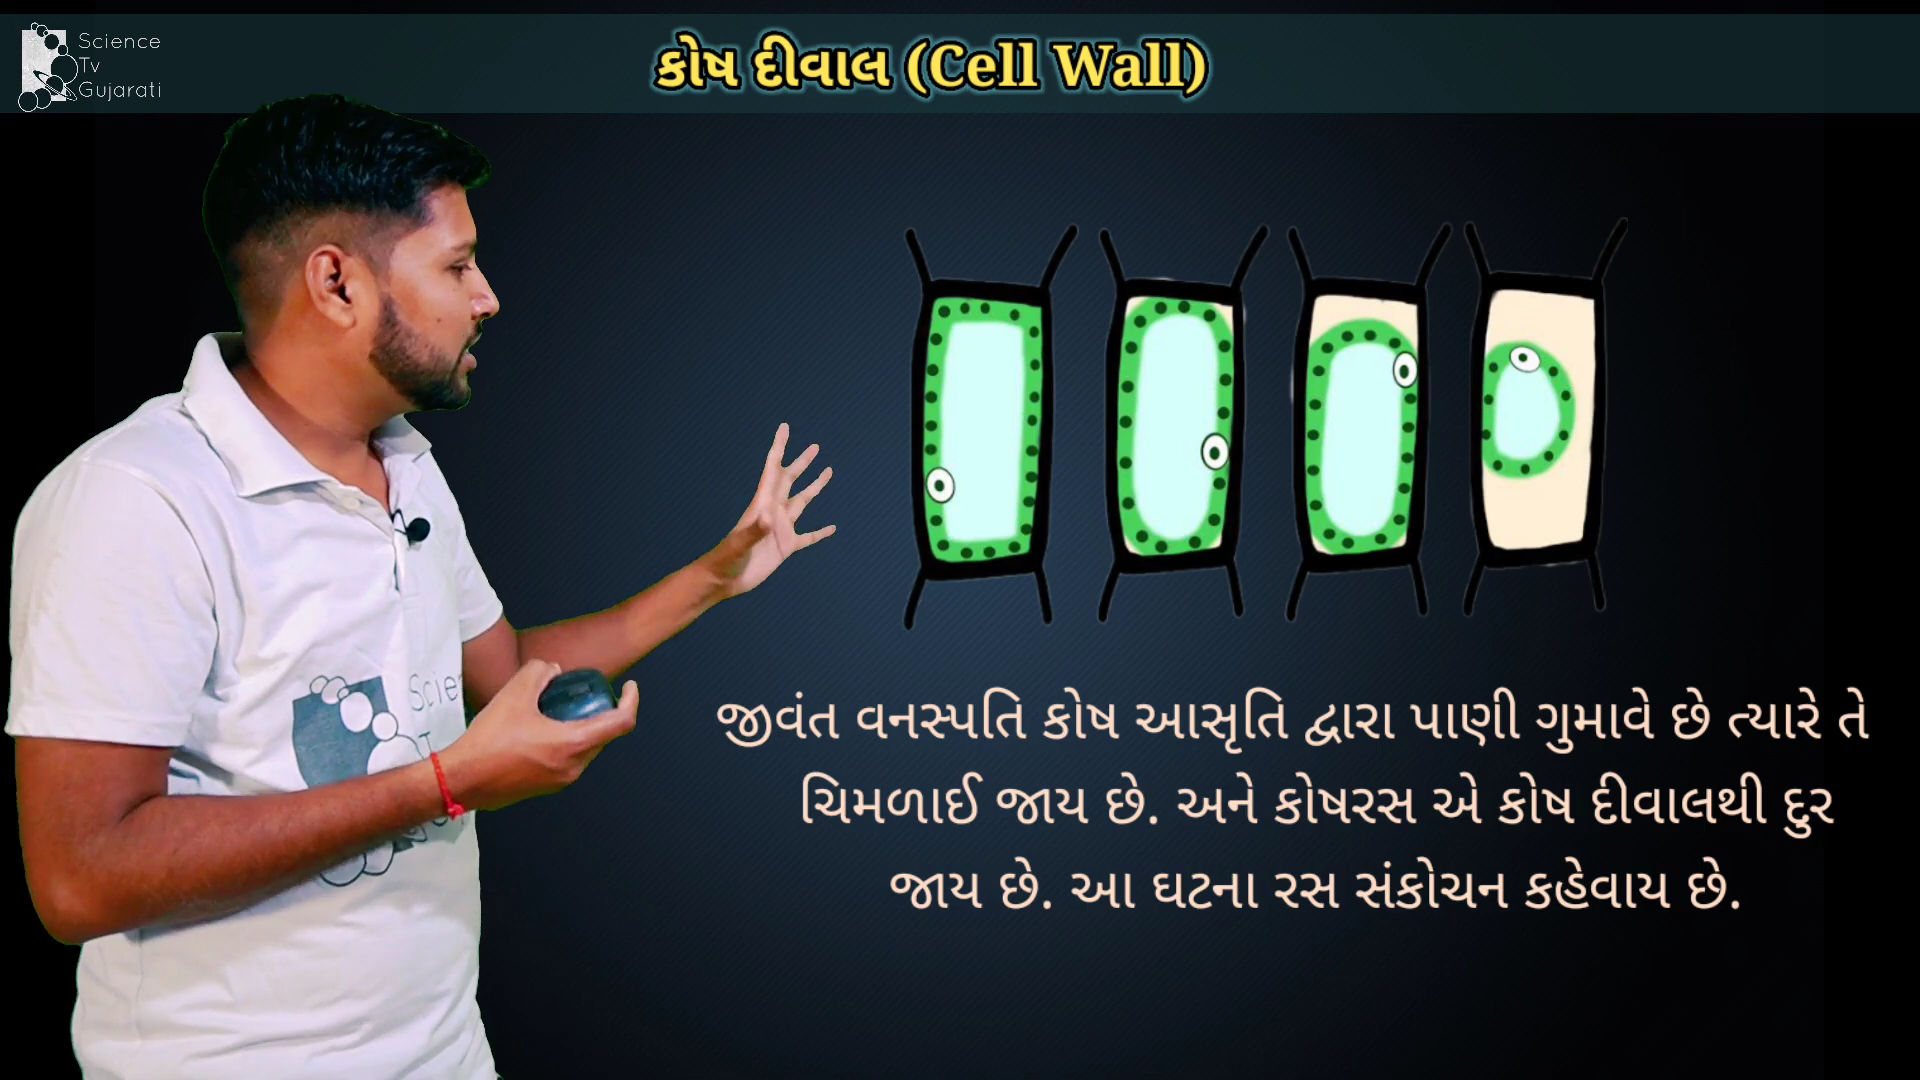 Science
Tv
Gujarati
કોષ દીવાલ (Cell Wall)
જીવંત વનસ્પતિ કોષ આસૃતિ દ્વારા પાણી ગુમાવે છે ત્યારે તે
ચિમળાઈ જાય છે. અને કોષરસ એ કોષ દીવાલથી દુર
જાય છે. આ ઘટના રસ સંકોચન કહેવાય છે.